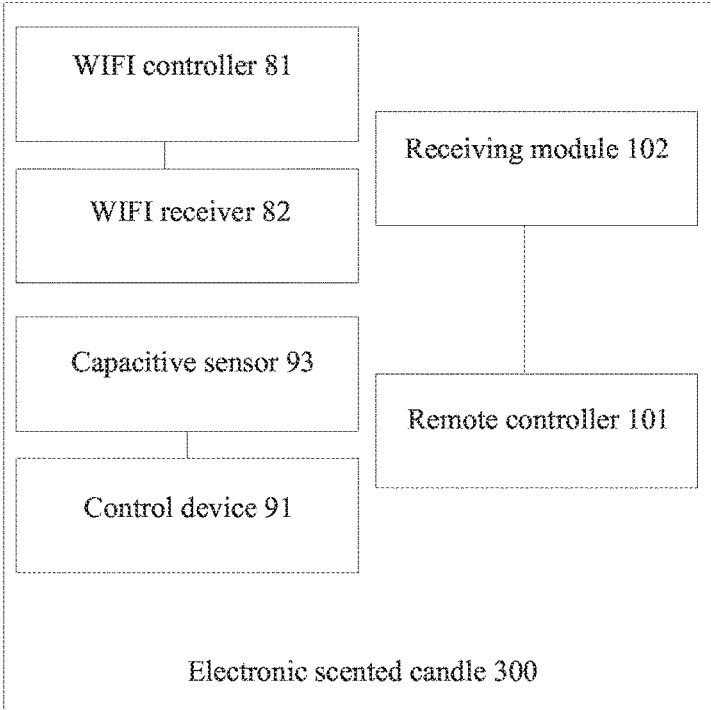 WIFI controller 81
Receiving module 102
WIFI receiver 82
Capacitive sensor 93
Remote controller 101
Control device 91
Electronic scented candle 300